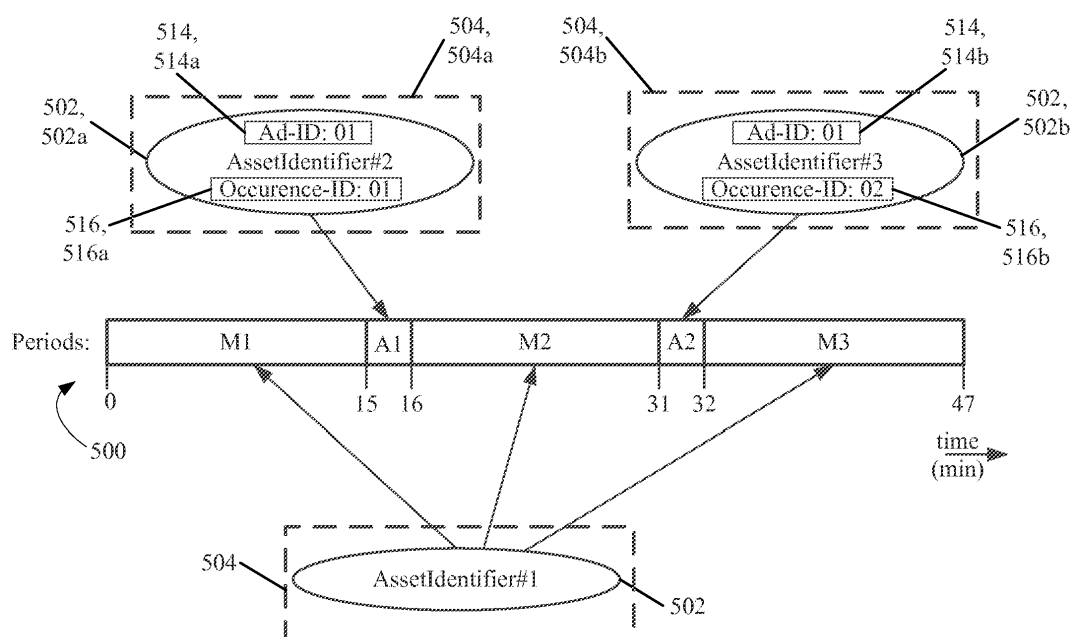 514,
514a
504,
504a
504,
504b
514,
514b
502,
502a
Ad-ID: 01
AssetIdentifier#2
Occurence-ID: 01
Ad-ID: 01
AssetIdentifier#3
Occurence-ID: 02
502,
502b
516,
516a
516,
516b
Periods:
M1
A1
M2
A2
M3
0
15
16
31
32
47
500
time
(min)
504
AssetIdentifier#1
502